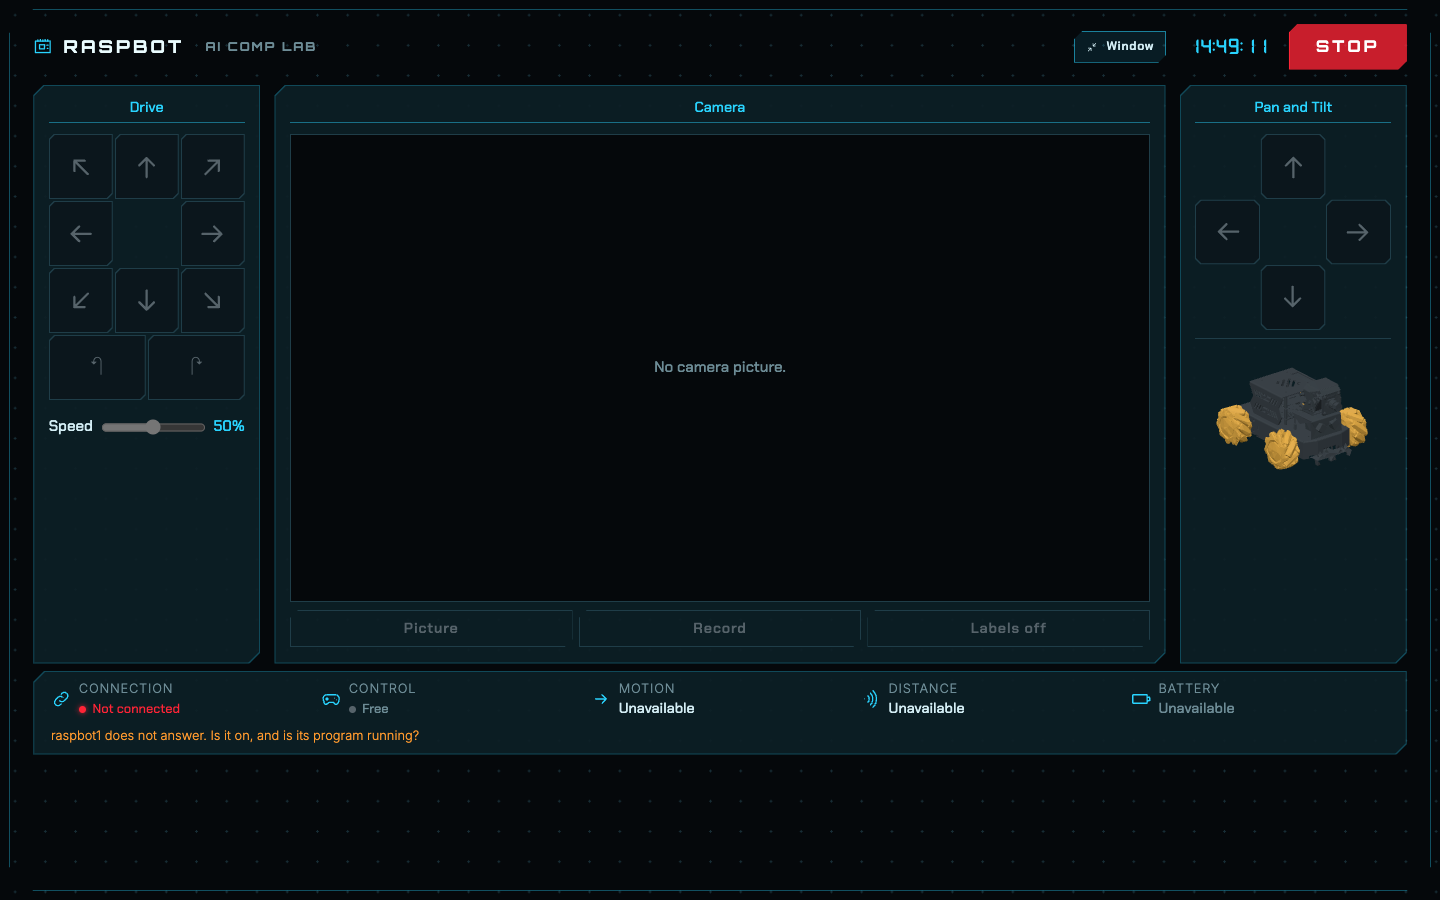 RASPBOT AI COMP LAB
Window
14:49:11
STOP
Drive
Speed 50%
Camera
No camera picture.
Picture
Record
Labels off
Pan and Tilt
CONNECTION
Not connected
CONTROL
Free
MOTION
Unavailable
DISTANCE
Unavailable
BATTERY
Unavailable
raspbot1 does not answer. Is it on, and is its program running?